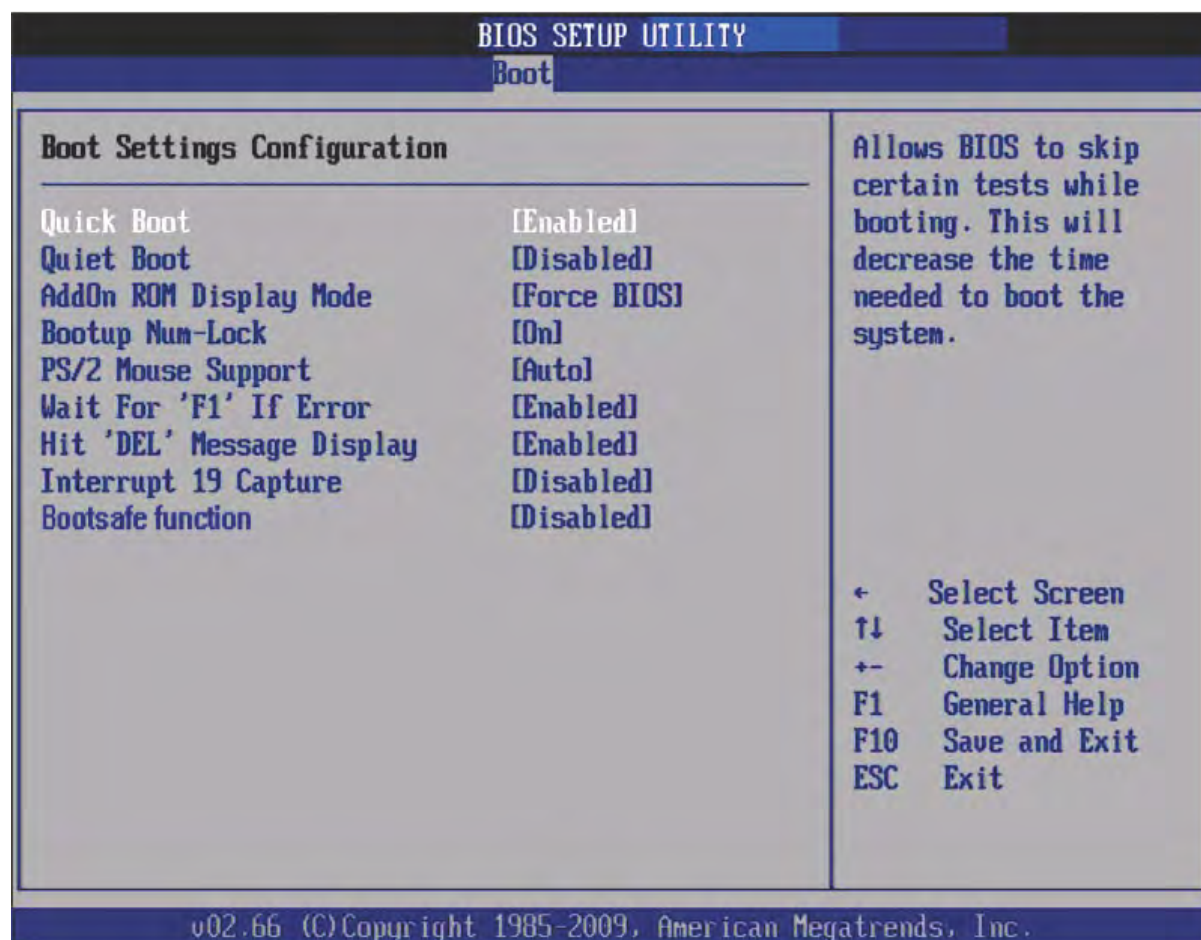 BIOS SETUP UTILITY
Boot
Boot Settings Configuration
Quick Boot [Enabled]
Quiet Boot [Disabled]
AddOn ROM Display Mode [Force BIOS]
Bootup Num-Lock [On]
PS/2 Mouse Support [Auto]
Wait For 'F1' If Error [Enabled]
Hit 'DEL' Message Display [Enabled]
Interrupt 19 Capture [Disabled]
Bootsafe function [Disabled]
Allows BIOS to skip
certain tests while
booting. This will
decrease the time
needed to boot the
system.
← Select Screen
↑↓ Select Item
+- Change Option
F1 General Help
F10 Save and Exit
ESC Exit
v02.66 (C)Copyright 1985-2009, American Megatrends, Inc.